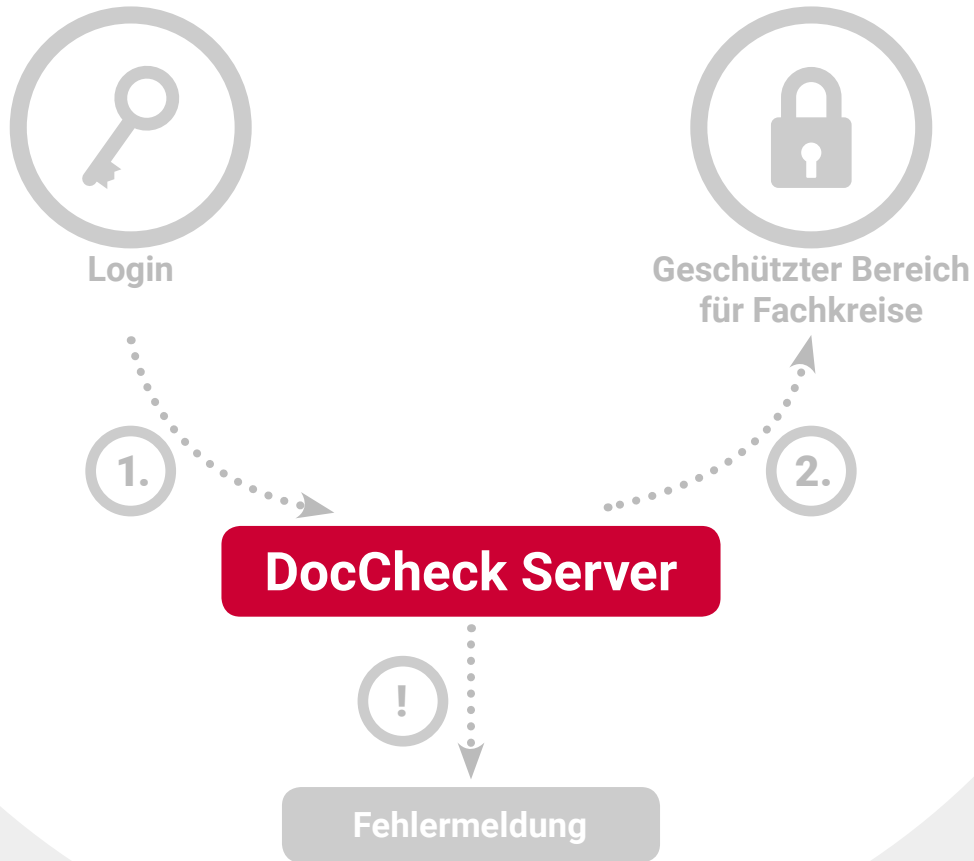 Login
Geschützter Bereich
für Fachkreise
1.
2.
DocCheck Server
!
Fehlermeldung